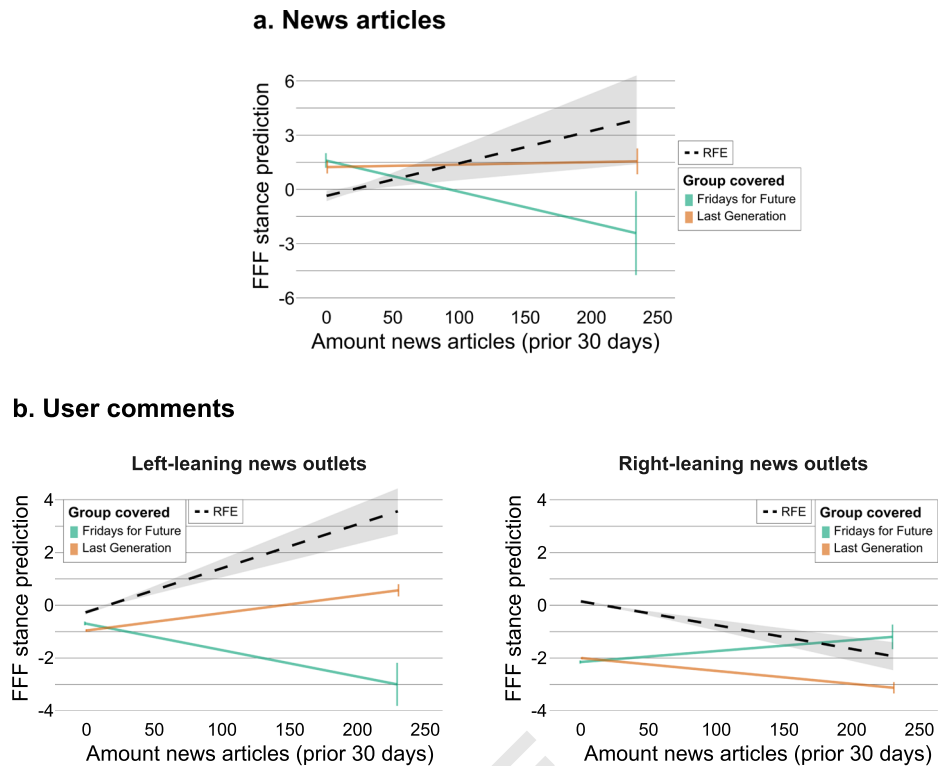 a. News articles
FFF stance prediction
6
3
0
-3
-6
0 50 100 150 200 250
Amount news articles (prior 30 days)
RFE
Group covered
Fridays for Future
Last Generation
b. User comments
Left-leaning news outlets
FFF stance prediction
4
2
0
-2
-4
Group covered
Fridays for Future
Last Generation
RFE
0 50 100 150 200 250
Amount news articles (prior 30 days)
Right-leaning news outlets
FFF stance prediction
4
2
0
-2
-4
RFE
Group covered
Fridays for Future
Last Generation
0 50 100 150 200 250
Amount news articles (prior 30 days)